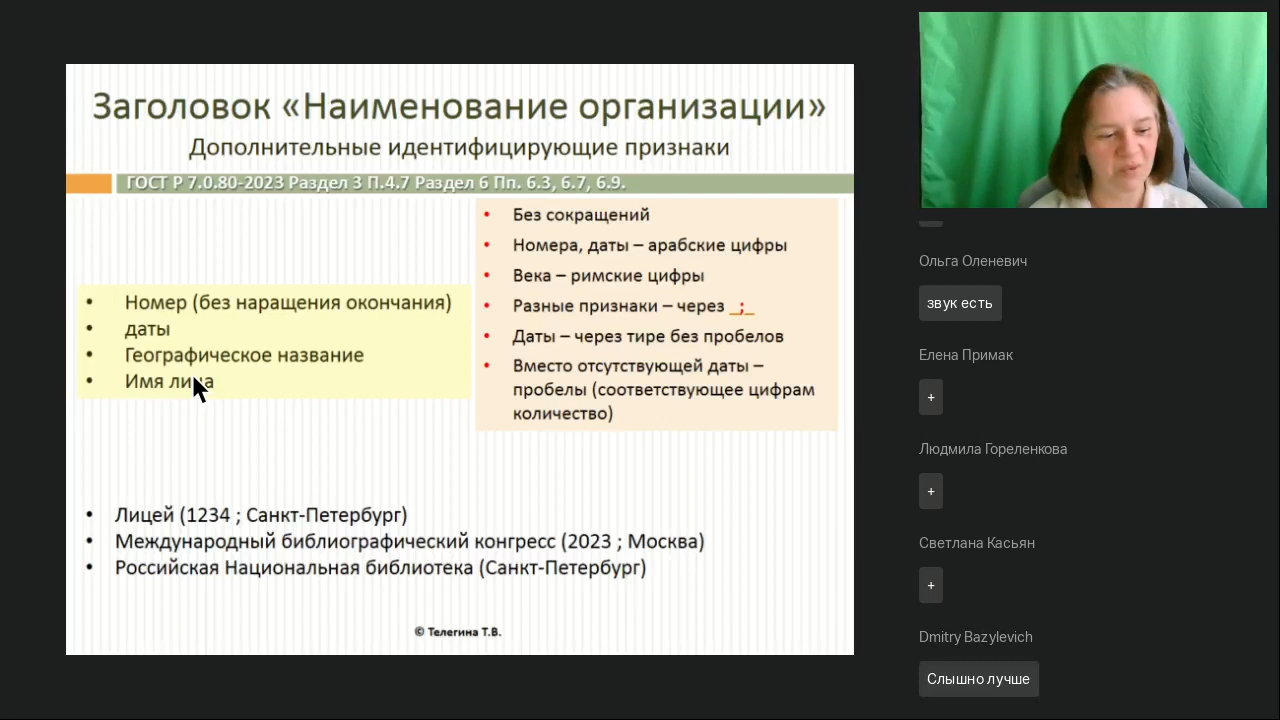 Заголовок «Наименование организации»
Дополнительные идентифицирующие признаки
ГОСТ Р 7.0.80-2023 Раздел 3 П.4.7 Раздел 6 Пп. 6.3, 6.7, 6.9.
• Номер (без наращения окончания)
• даты
• Географическое название
• Имя лица
• Без сокращений
• Номера, даты – арабские цифры
• Века – римские цифры
• Разные признаки – через _;_
• Даты – через тире без пробелов
• Вместо отсутствующей даты –
пробелы (соответствующее цифрам
количество)
• Лицей (1234 ; Санкт-Петербург)
• Международный библиографический конгресс (2023 ; Москва)
• Российская Национальная библиотека (Санкт-Петербург)
© Телегина Т.В.
Ольга Оленевич
звук есть
Елена Примак
+
Людмила Гореленкова
+
Светлана Касьян
+
Dmitry Bazylevich
Слышно лучше